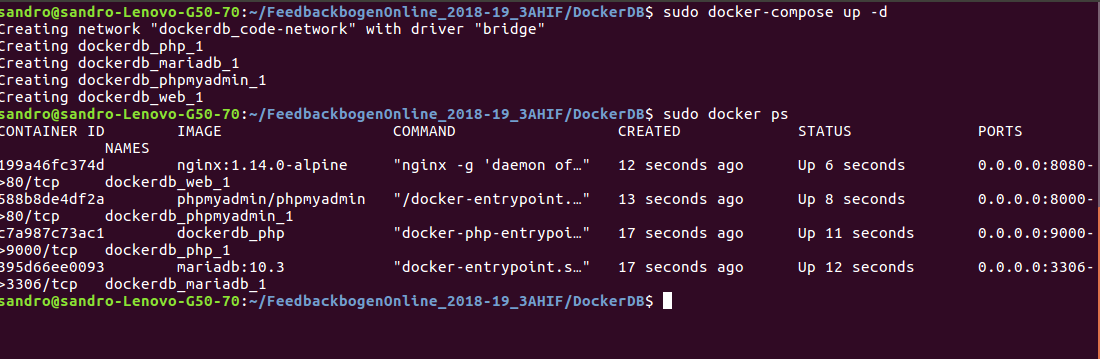 sandro@sandro-Lenovo-G50-70:~/FeedbackbogenOnline_2018-19_3AHIF/DockerDB$ sudo docker-compose up -d
Creating network "dockerdb_code-network" with driver "bridge"
Creating dockerdb_php_1
Creating dockerdb_mariadb_1
Creating dockerdb_phpmyadmin_1
Creating dockerdb_web_1
sandro@sandro-Lenovo-G50-70:~/FeedbackbogenOnline_2018-19_3AHIF/DockerDB$ sudo docker ps
CONTAINER ID        IMAGE                   COMMAND                  CREATED             STATUS              PORTS
            NAMES
199a46fc374d        nginx:1.14.0-alpine     "nginx -g 'daemon of…"   12 seconds ago      Up 6 seconds        0.0.0.0:8080-
>80/tcp     dockerdb_web_1
588b8de4df2a        phpmyadmin/phpmyadmin   "/docker-entrypoint.…"   13 seconds ago      Up 8 seconds        0.0.0.0:8000-
>80/tcp     dockerdb_phpmyadmin_1
c7a987c73ac1        dockerdb_php            "docker-php-entrypoi…"   17 seconds ago      Up 11 seconds       0.0.0.0:9000-
>9000/tcp   dockerdb_php_1
395d66ee0093        mariadb:10.3            "docker-entrypoint.s…"   17 seconds ago      Up 12 seconds       0.0.0.0:3306-
>3306/tcp   dockerdb_mariadb_1
sandro@sandro-Lenovo-G50-70:~/FeedbackbogenOnline_2018-19_3AHIF/DockerDB$